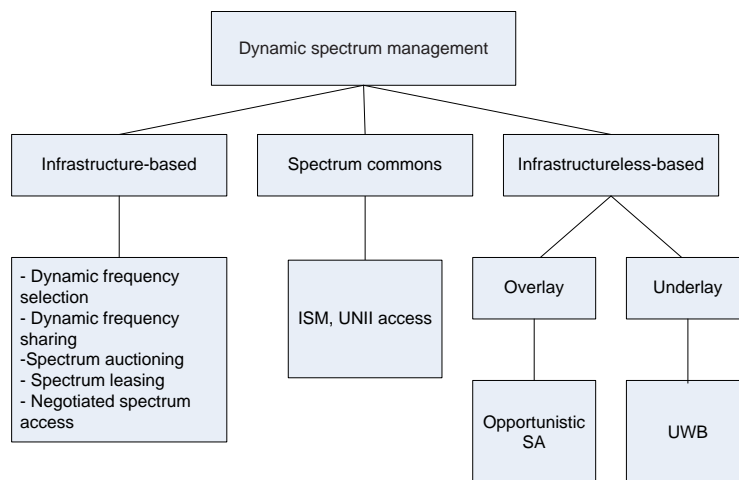 Dynamic spectrum management
Infrastructure-based
Spectrum commons
Infrastructureless-based
- Dynamic frequency
selection
- Dynamic frequency
sharing
-Spectrum auctioning
- Spectrum leasing
- Negotiated spectrum
access
ISM, UNII access
Overlay
Underlay
Opportunistic
SA
UWB